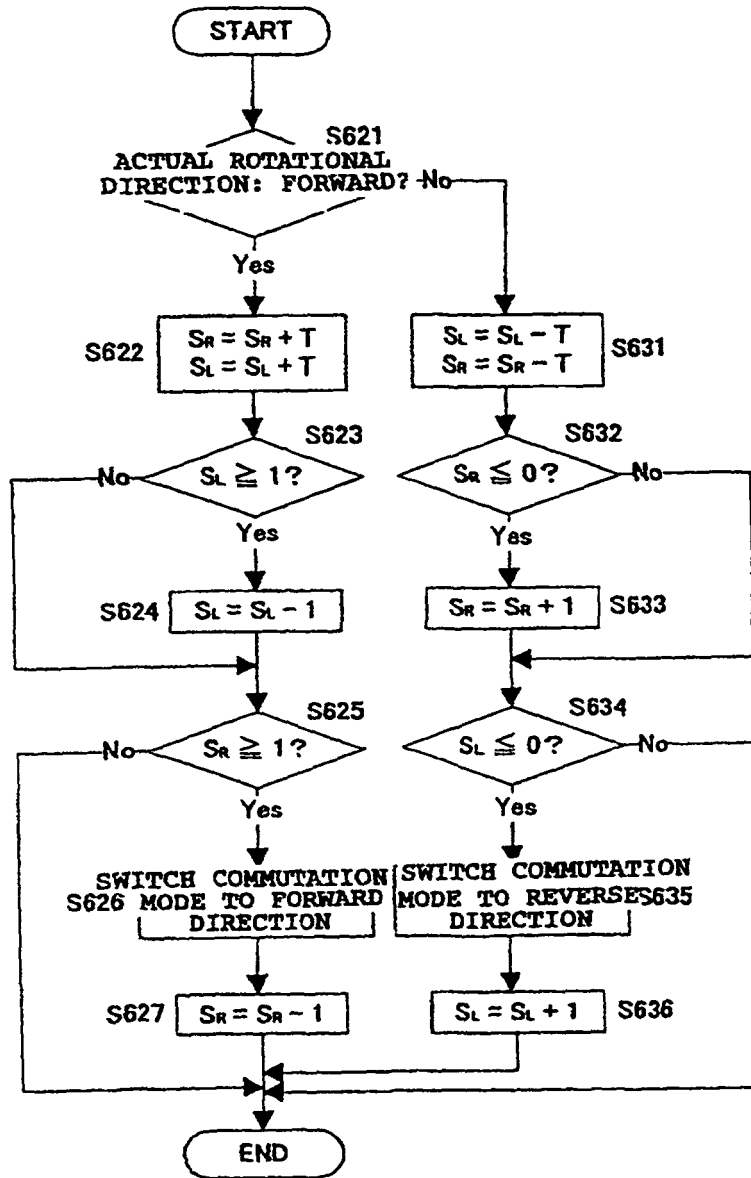 START
S621
ACTUAL ROTATIONAL
DIRECTION: FORWARD?
No
Yes
S622
SR = SR + T
SL = SL + T
SL = SL − T
SR = SR − T
S631
S623
SL ≧ 1?
No
Yes
S632
SR ≦ 0?
No
Yes
S624
SL = SL − 1
SR = SR + 1
S633
S625
SR ≧ 1?
No
Yes
S634
SL ≦ 0?
No
Yes
SWITCH COMMUTATION
S626 MODE TO FORWARD
DIRECTION
SWITCH COMMUTATION
MODE TO REVERSE S635
DIRECTION
S627
SR = SR − 1
SL = SL + 1
S636
END